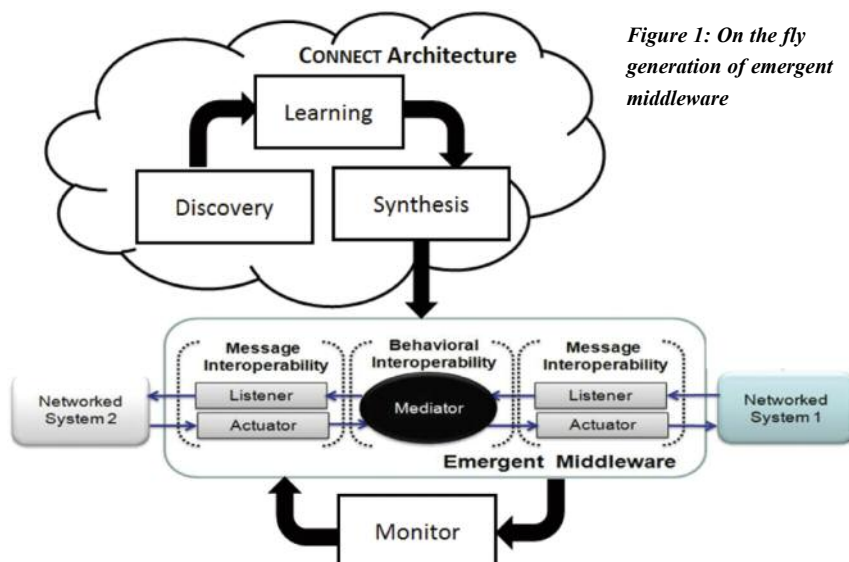 CONNECT Architecture
Learning
Discovery
Synthesis
Figure 1: On the fly
generation of emergent
middleware
Message
Interoperability
Behavioral
Interoperability
Message
Interoperability
Networked
System 2
Listener
Actuator
Mediator
Listener
Actuator
Networked
System 1
Emergent Middleware
Monitor